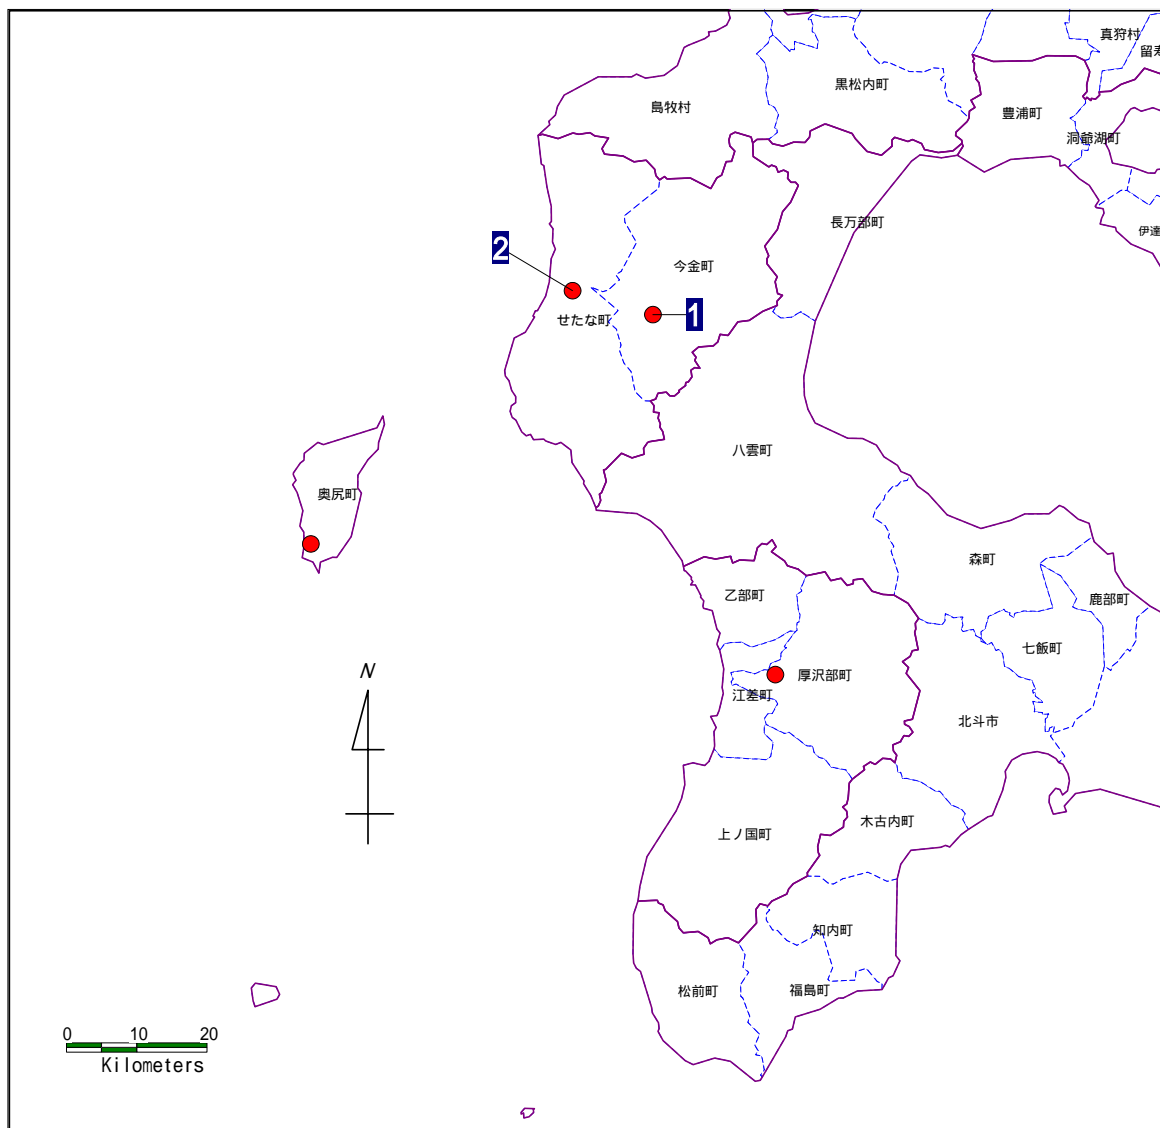 真狩村
留寿
島牧村
黒松内町
豊浦町
洞爺湖町
長万部町
伊達
2
今金町
1
せたな町
八雲町
奥尻町
森町
鹿部町
乙部町
七飯町
N
厚沢部町
江差町
北斗市
木古内町
上ノ国町
知内町
松前町
福島町
0 10 20
Kilometers